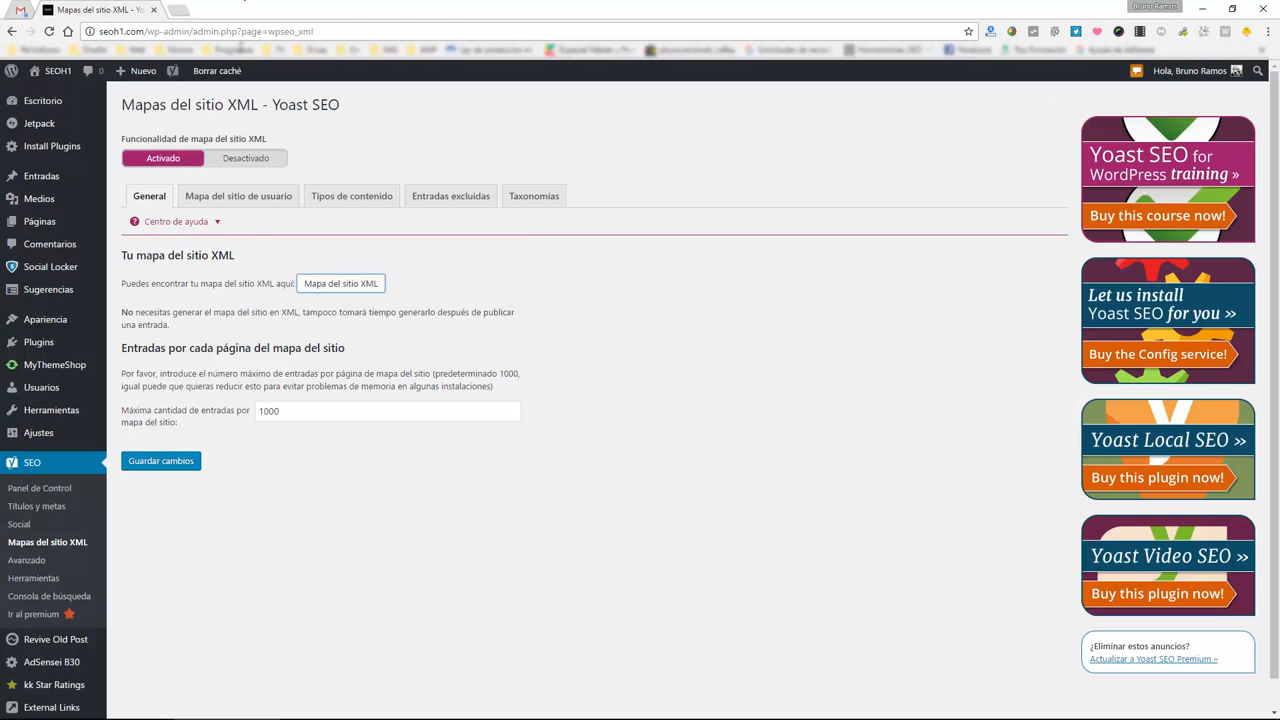 Bruno Ramos
Mapas del sitio XML - Yo
seoh1.com/wp-admin/admin.php?page=wpseo_xml
SEOH1
0
Nuevo
Borrar caché
Hola, Bruno Ramos
Escritorio
Jetpack
Install Plugins
Entradas
Medios
Páginas
Comentarios
Social Locker
Sugerencias
Apariencia
Plugins
MyThemeShop
Usuarios
Herramientas
Ajustes
SEO
Panel de Control
Títulos y metas
Social
Mapas del sitio XML
Avanzado
Herramientas
Consola de búsqueda
Ir al premium
Revive Old Post
AdSensei B30
kk Star Ratings
External Links
Mapas del sitio XML - Yoast SEO
Funcionalidad de mapa del sitio XML
Activado
Desactivado
General
Mapa del sitio de usuario
Tipos de contenido
Entradas excluidas
Taxonomías
Centro de ayuda
Tu mapa del sitio XML
Puedes encontrar tu mapa del sitio XML aquí:
Mapa del sitio XML
No necesitas generar el mapa del sitio en XML, tampoco tomará tiempo generarlo después de publicar
una entrada.
Entradas por cada página del mapa del sitio
Por favor, introduce el número máximo de entradas por página de mapa del sitio (predeterminado 1000,
igual puede que quieras reducir esto para evitar problemas de memoria en algunas instalaciones)
Máxima cantidad de entradas por
mapa del sitio:
1000
Guardar cambios
Yoast SEO for
WordPress training »
Buy this course now!
Let us install
Yoast SEO for you »
Buy the Config service!
Yoast Local SEO »
Buy this plugin now!
Yoast Video SEO »
Buy this plugin now!
¿Eliminar estos anuncios?
Actualizar a Yoast SEO Premium »